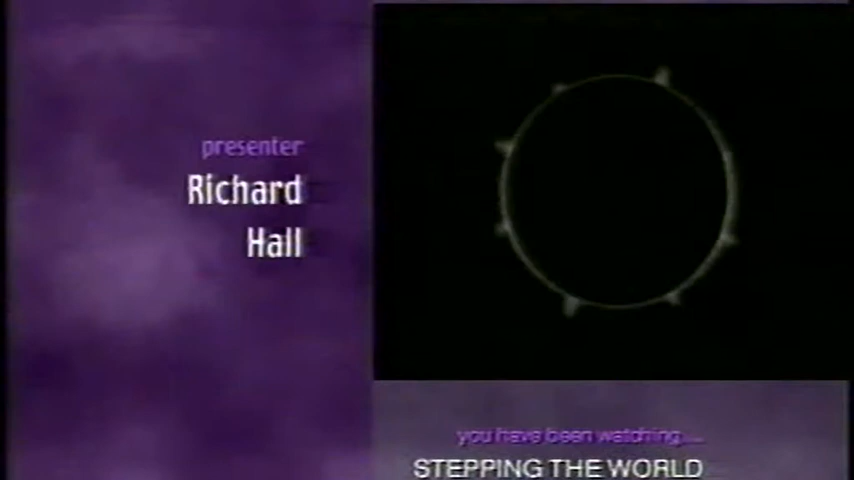 presenter
Richard
Hall
you have been watching....
STEPPING THE WORLD